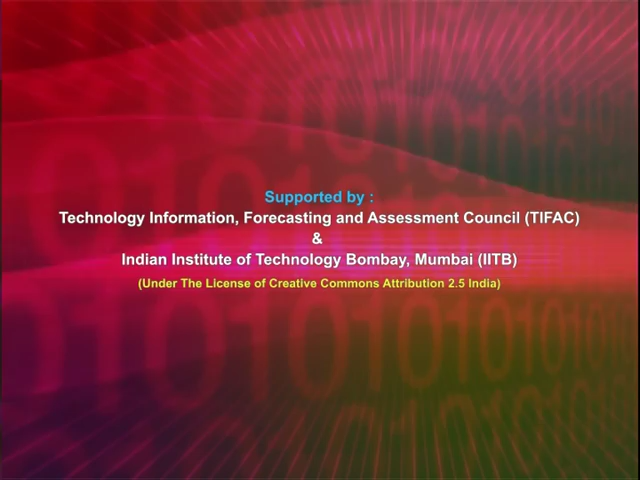 Supported by :
Technology Information, Forecasting and Assessment Council (TIFAC)
&
Indian Institute of Technology Bombay, Mumbai (IITB)
(Under The License of Creative Commons Attribution 2.5 India)